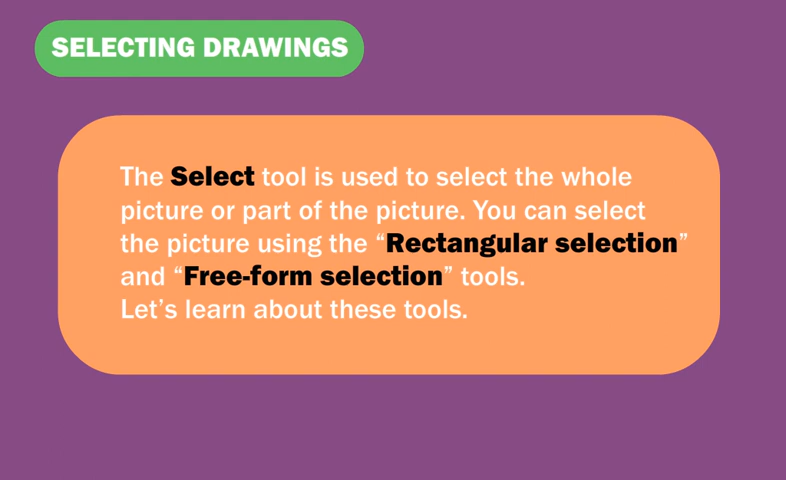 SELECTING DRAWINGS
The Select tool is used to select the whole
picture or part of the picture. You can select
the picture using the “Rectangular selection”
and “Free-form selection” tools.
Let’s learn about these tools.